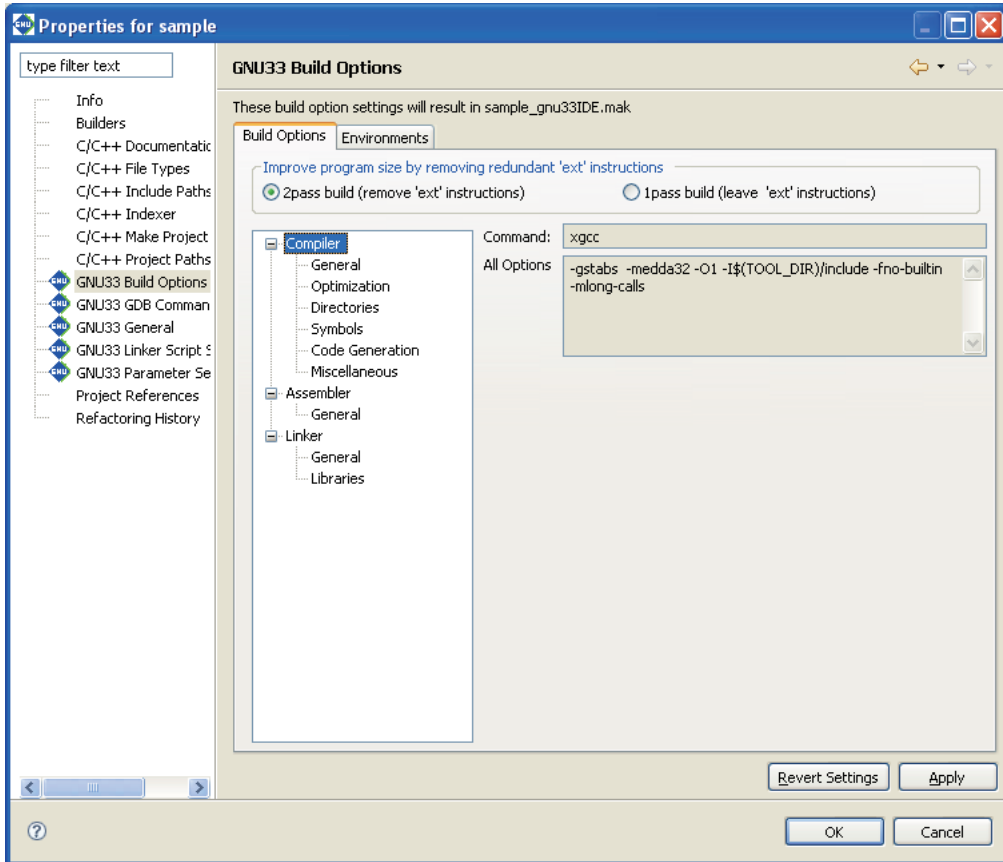 Properties for sample
type filter text
Info
Builders
C/C++ Documentatic
C/C++ File Types
C/C++ Include Paths
C/C++ Indexer
C/C++ Make Project
C/C++ Project Paths
GNU33 Build Options
GNU33 GDB Comman
GNU33 General
GNU33 Linker Script S
GNU33 Parameter Se
Project References
Refactoring History
GNU33 Build Options
These build option settings will result in sample_gnu33IDE.mak
Build Options Environments
Improve program size by removing redundant 'ext' instructions
2pass build (remove 'ext' instructions) 1pass build (leave 'ext' instructions)
Compiler
General
Optimization
Directories
Symbols
Code Generation
Miscellaneous
Assembler
General
Linker
General
Libraries
Command: xgcc
All Options -gstabs -medda32 -O1 -I$(TOOL_DIR)/include -fno-builtin
-mlong-calls
Revert Settings Apply
OK Cancel